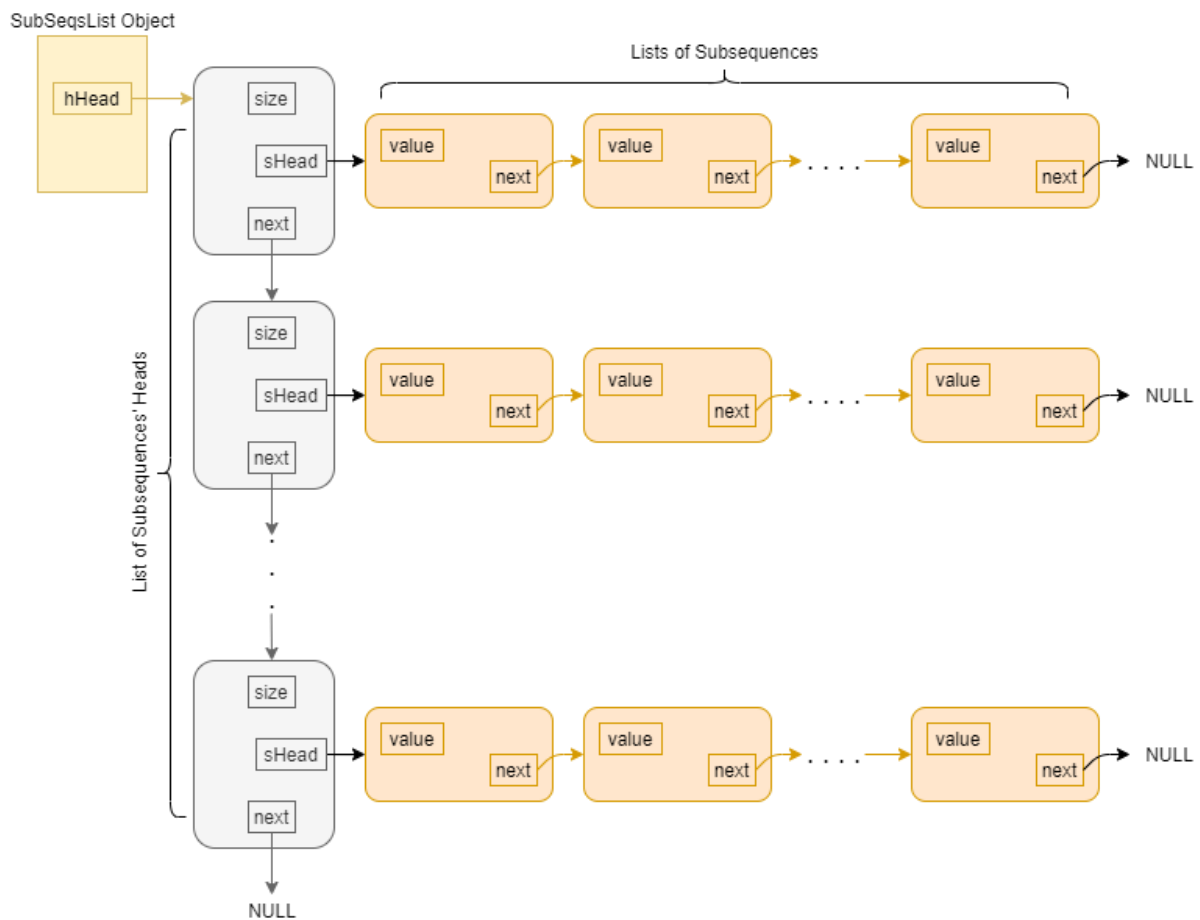 SubSeqsList Object
Lists of Subsequences
hHead
size
value
value
value
sHead
next
next
. . . .
next
NULL
next
List of Subsequences' Heads
size
value
value
value
sHead
next
next
. . . .
next
NULL
next
.
.
.
size
value
value
value
sHead
next
next
. . . .
next
NULL
next
NULL